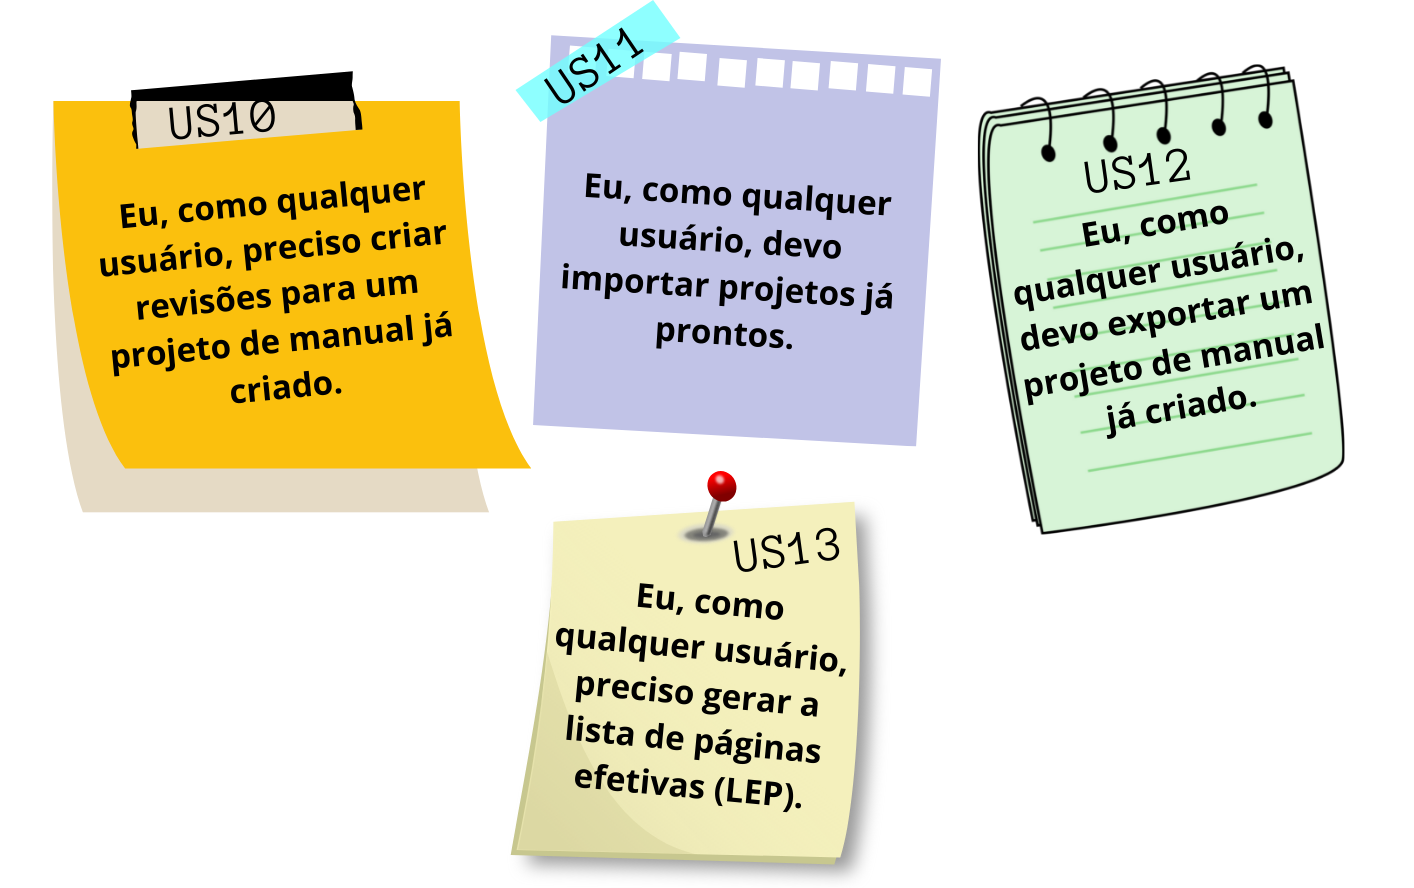 US10
Eu, como qualquer
usuário, preciso criar
revisões para um
projeto de manual já
criado.
US11
Eu, como qualquer
usuário, devo
importar projetos já
prontos.
US12
Eu, como
qualquer usuário,
devo exportar um
projeto de manual
já criado.
US13
Eu, como
qualquer usuário,
preciso gerar a
lista de páginas
efetivas (LEP).